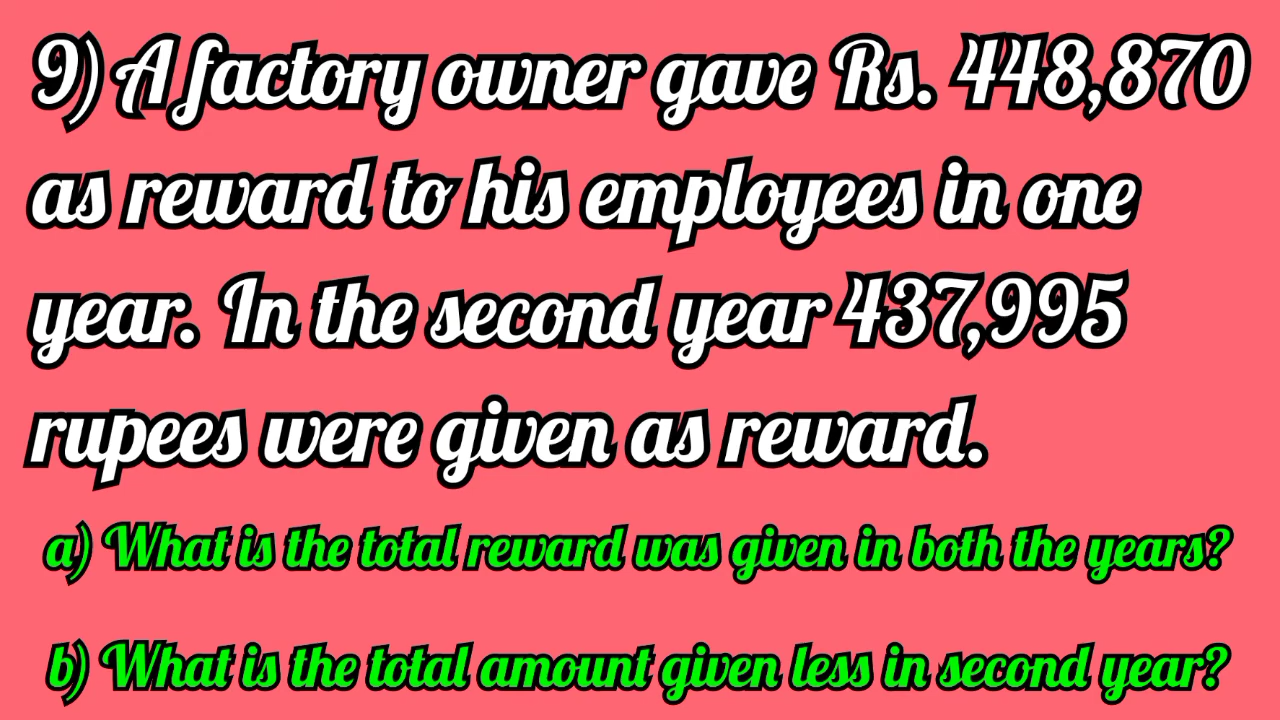 9) A factory owner gave Rs. 448,870
as reward to his employees in one
year. In the second year 437,995
rupees were given as reward.
a) What is the total reward was given in both the years?
b) What is the total amount given less in second year?